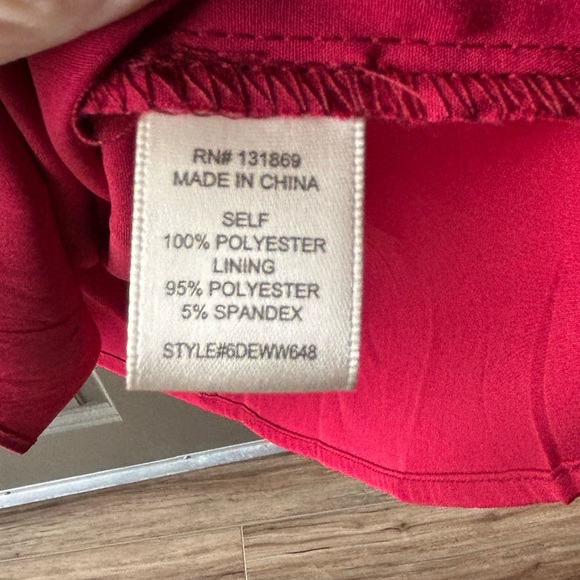 RN# 131869
MADE IN CHINA
SELF
100% POLYESTER
LINING
95% POLYESTER
5% SPANDEX
STYLE#6DEWW648